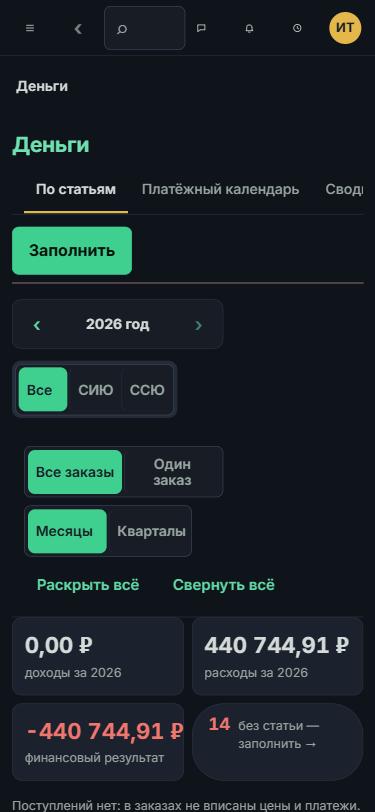 ИТ
Деньги
Деньги
По статьям Платёжный календарь Сводн
Заполнить
2026 год
Все СИЮ ССЮ
Все заказы Один
заказ
Месяцы Кварталы
Раскрыть всё Свернуть всё
0,00 ₽ 440 744,91 ₽
доходы за 2026 расходы за 2026
-440 744,91 ₽ 14 без статьи —
финансовый результат заполнить →
Поступлений нет: в заказах не вписаны цены и платежи.